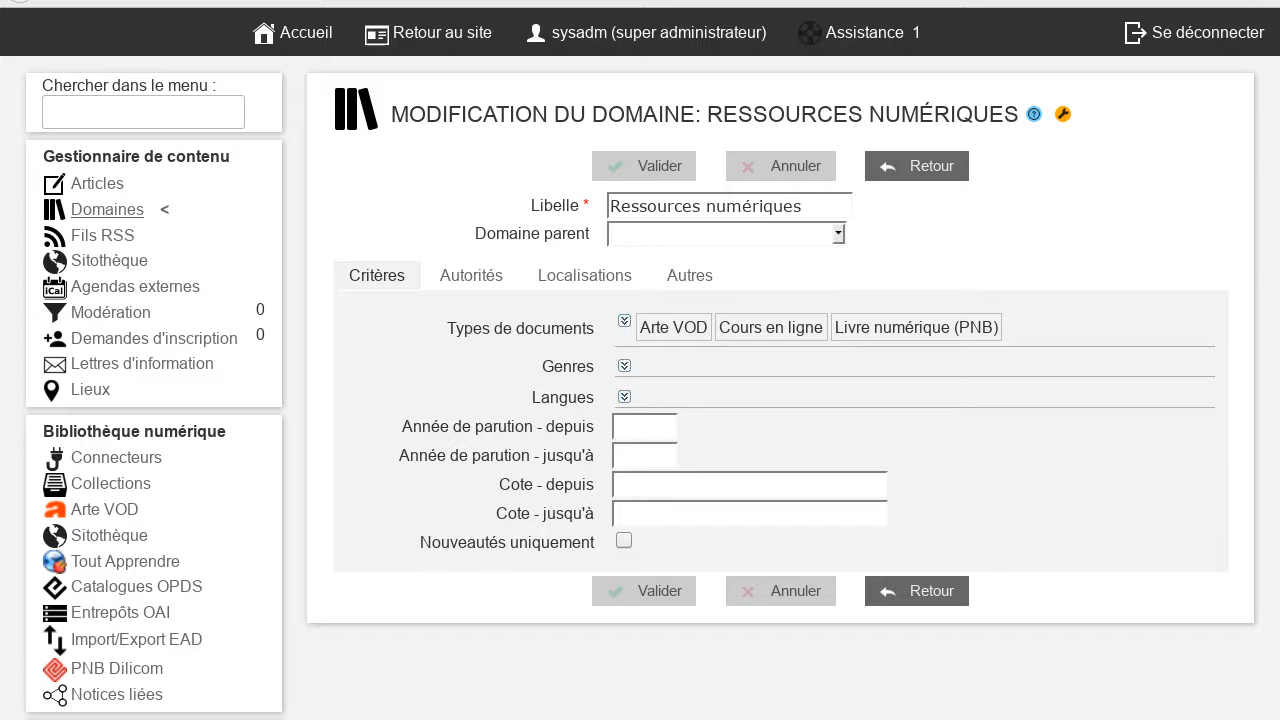 Accueil
Retour au site
sysadm (super administrateur)
Assistance 1
Se déconnecter
Chercher dans le menu :
Gestionnaire de contenu
Articles
Domaines <
Fils RSS
Sitothèque
iCal Agendas externes
Modération 0
Demandes d'inscription 0
Lettres d'information
Lieux
Bibliothèque numérique
Connecteurs
Collections
Arte VOD
Sitothèque
Tout Apprendre
Catalogues OPDS
Entrepôts OAI
Import/Export EAD
PNB Dilicom
Notices liées
MODIFICATION DU DOMAINE: RESSOURCES NUMÉRIQUES
Valider Annuler Retour
Libelle * Ressources numériques
Domaine parent
Critères Autorités Localisations Autres
Types de documents Arte VOD Cours en ligne Livre numérique (PNB)
Genres
Langues
Année de parution - depuis
Année de parution - jusqu'à
Cote - depuis
Cote - jusqu'à
Nouveautés uniquement
Valider Annuler Retour